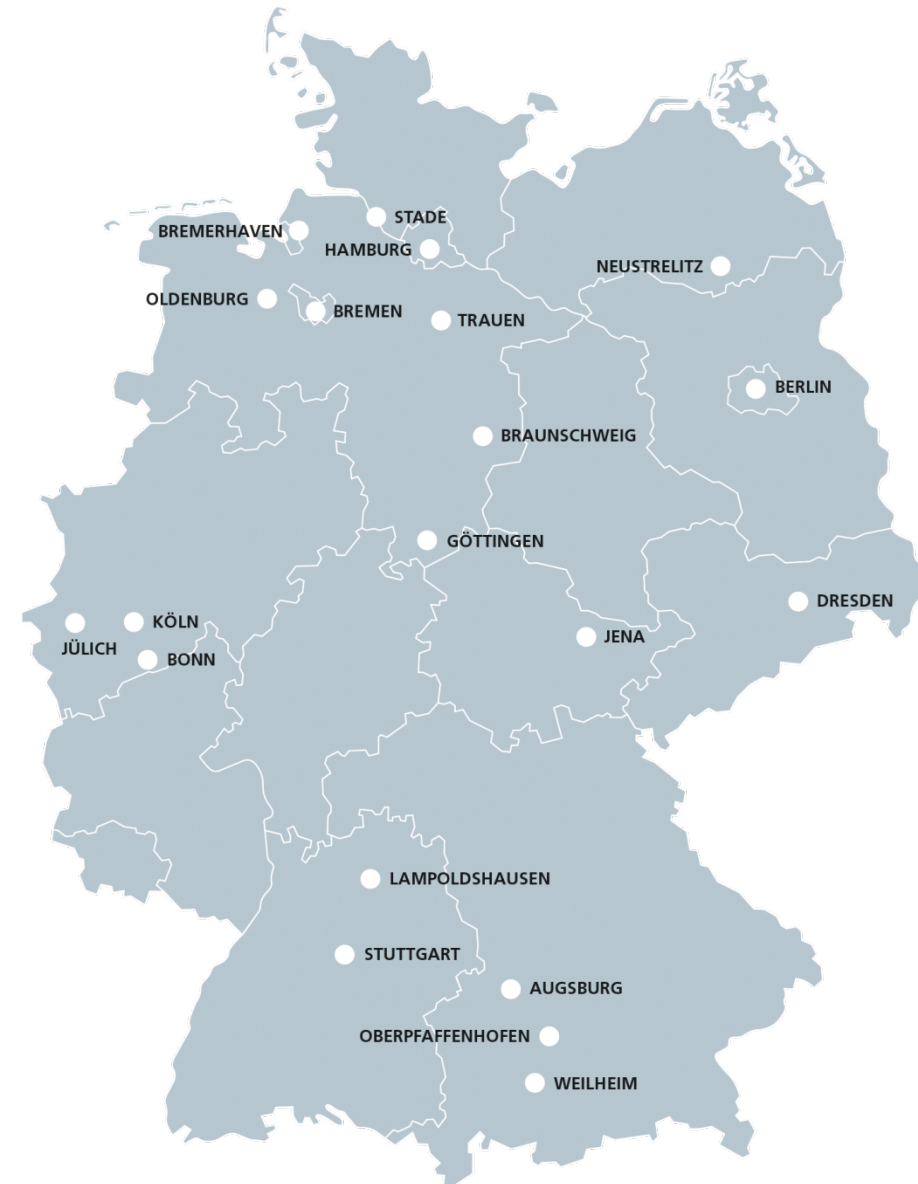 STADE
BREMERHAVEN
HAMBURG
NEUSTRELITZ
OLDENBURG
BREMEN
TRAUEN
BERLIN
BRAUNSCHWEIG
GÖTTINGEN
DRESDEN
KÖLN
JENA
JÜLICH
BONN
LAMPOLDSHAUSEN
STUTTGART
AUGSBURG
OBERPFAFFENHOFEN
WEILHEIM